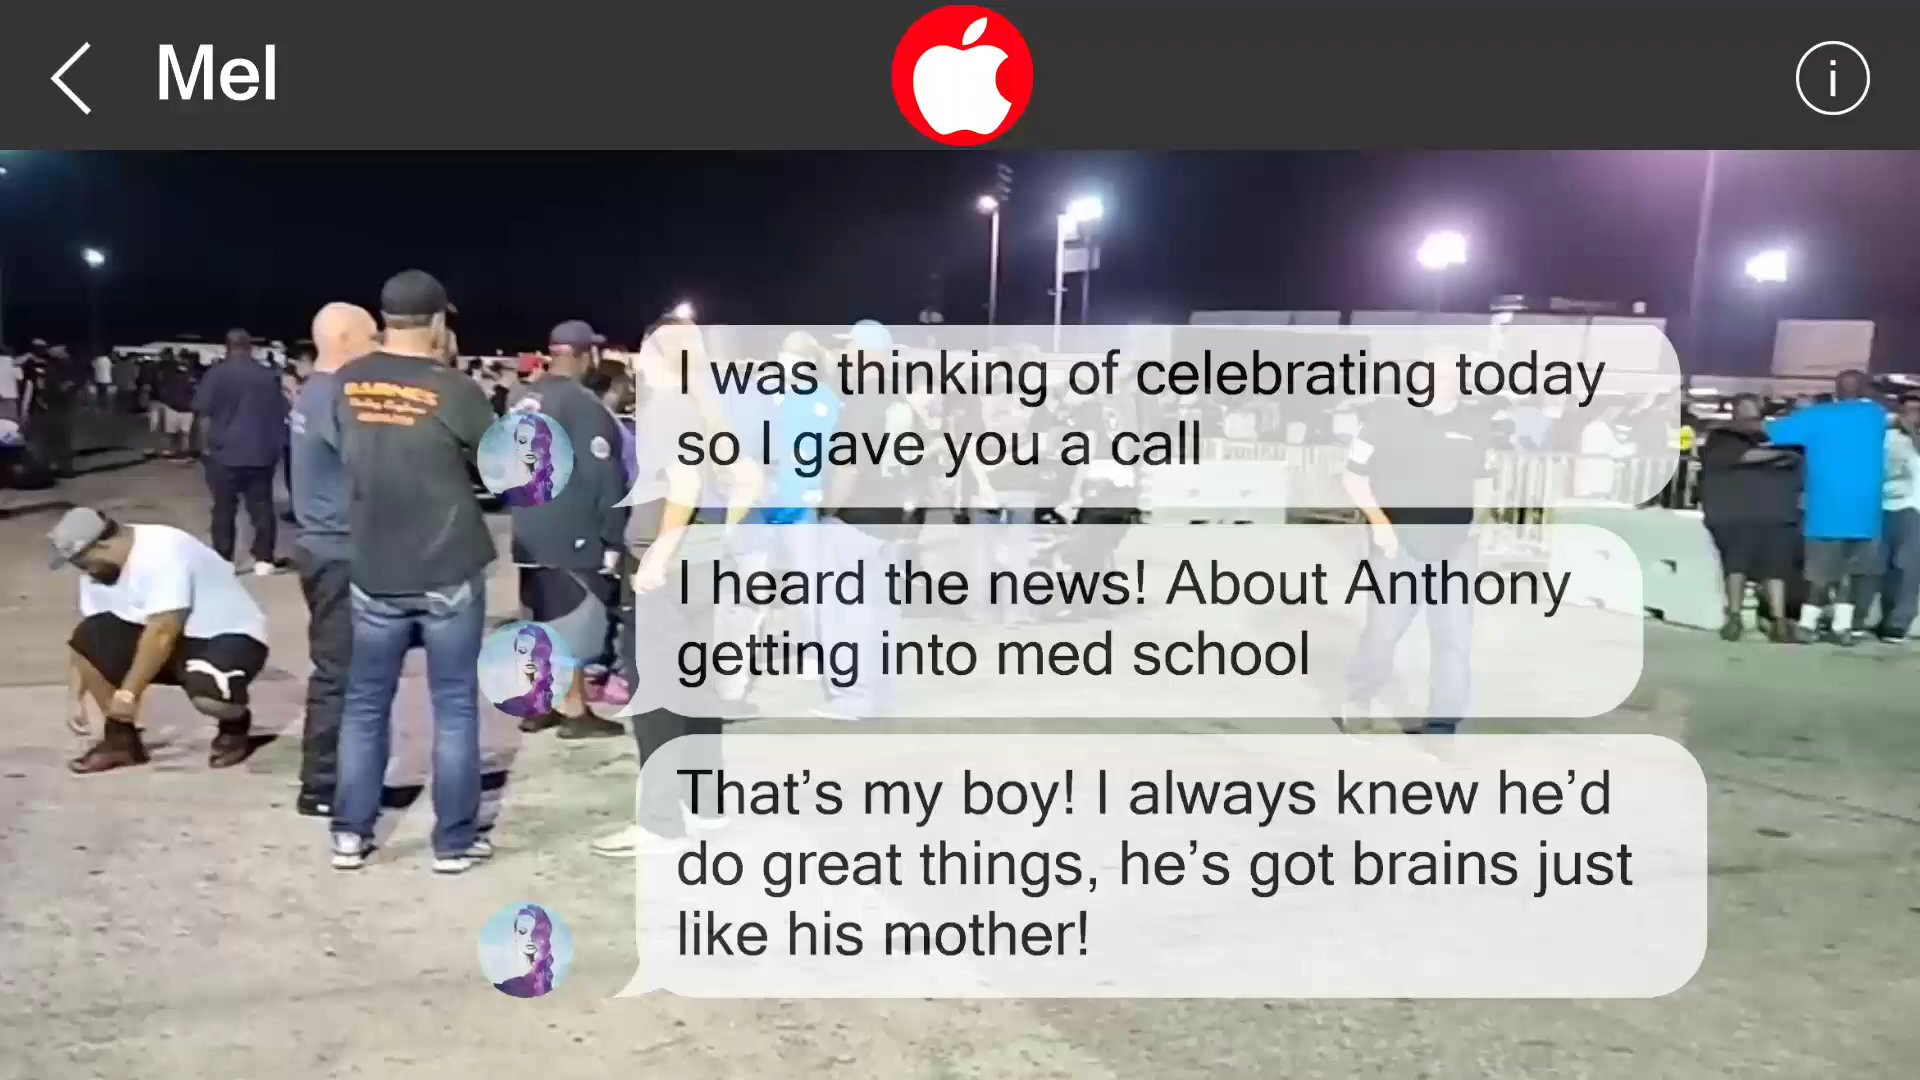 Mel
I was thinking of celebrating today
so I gave you a call
I heard the news! About Anthony
getting into med school
That’s my boy! I always knew he’d
do great things, he’s got brains just
like his mother!
BARNES